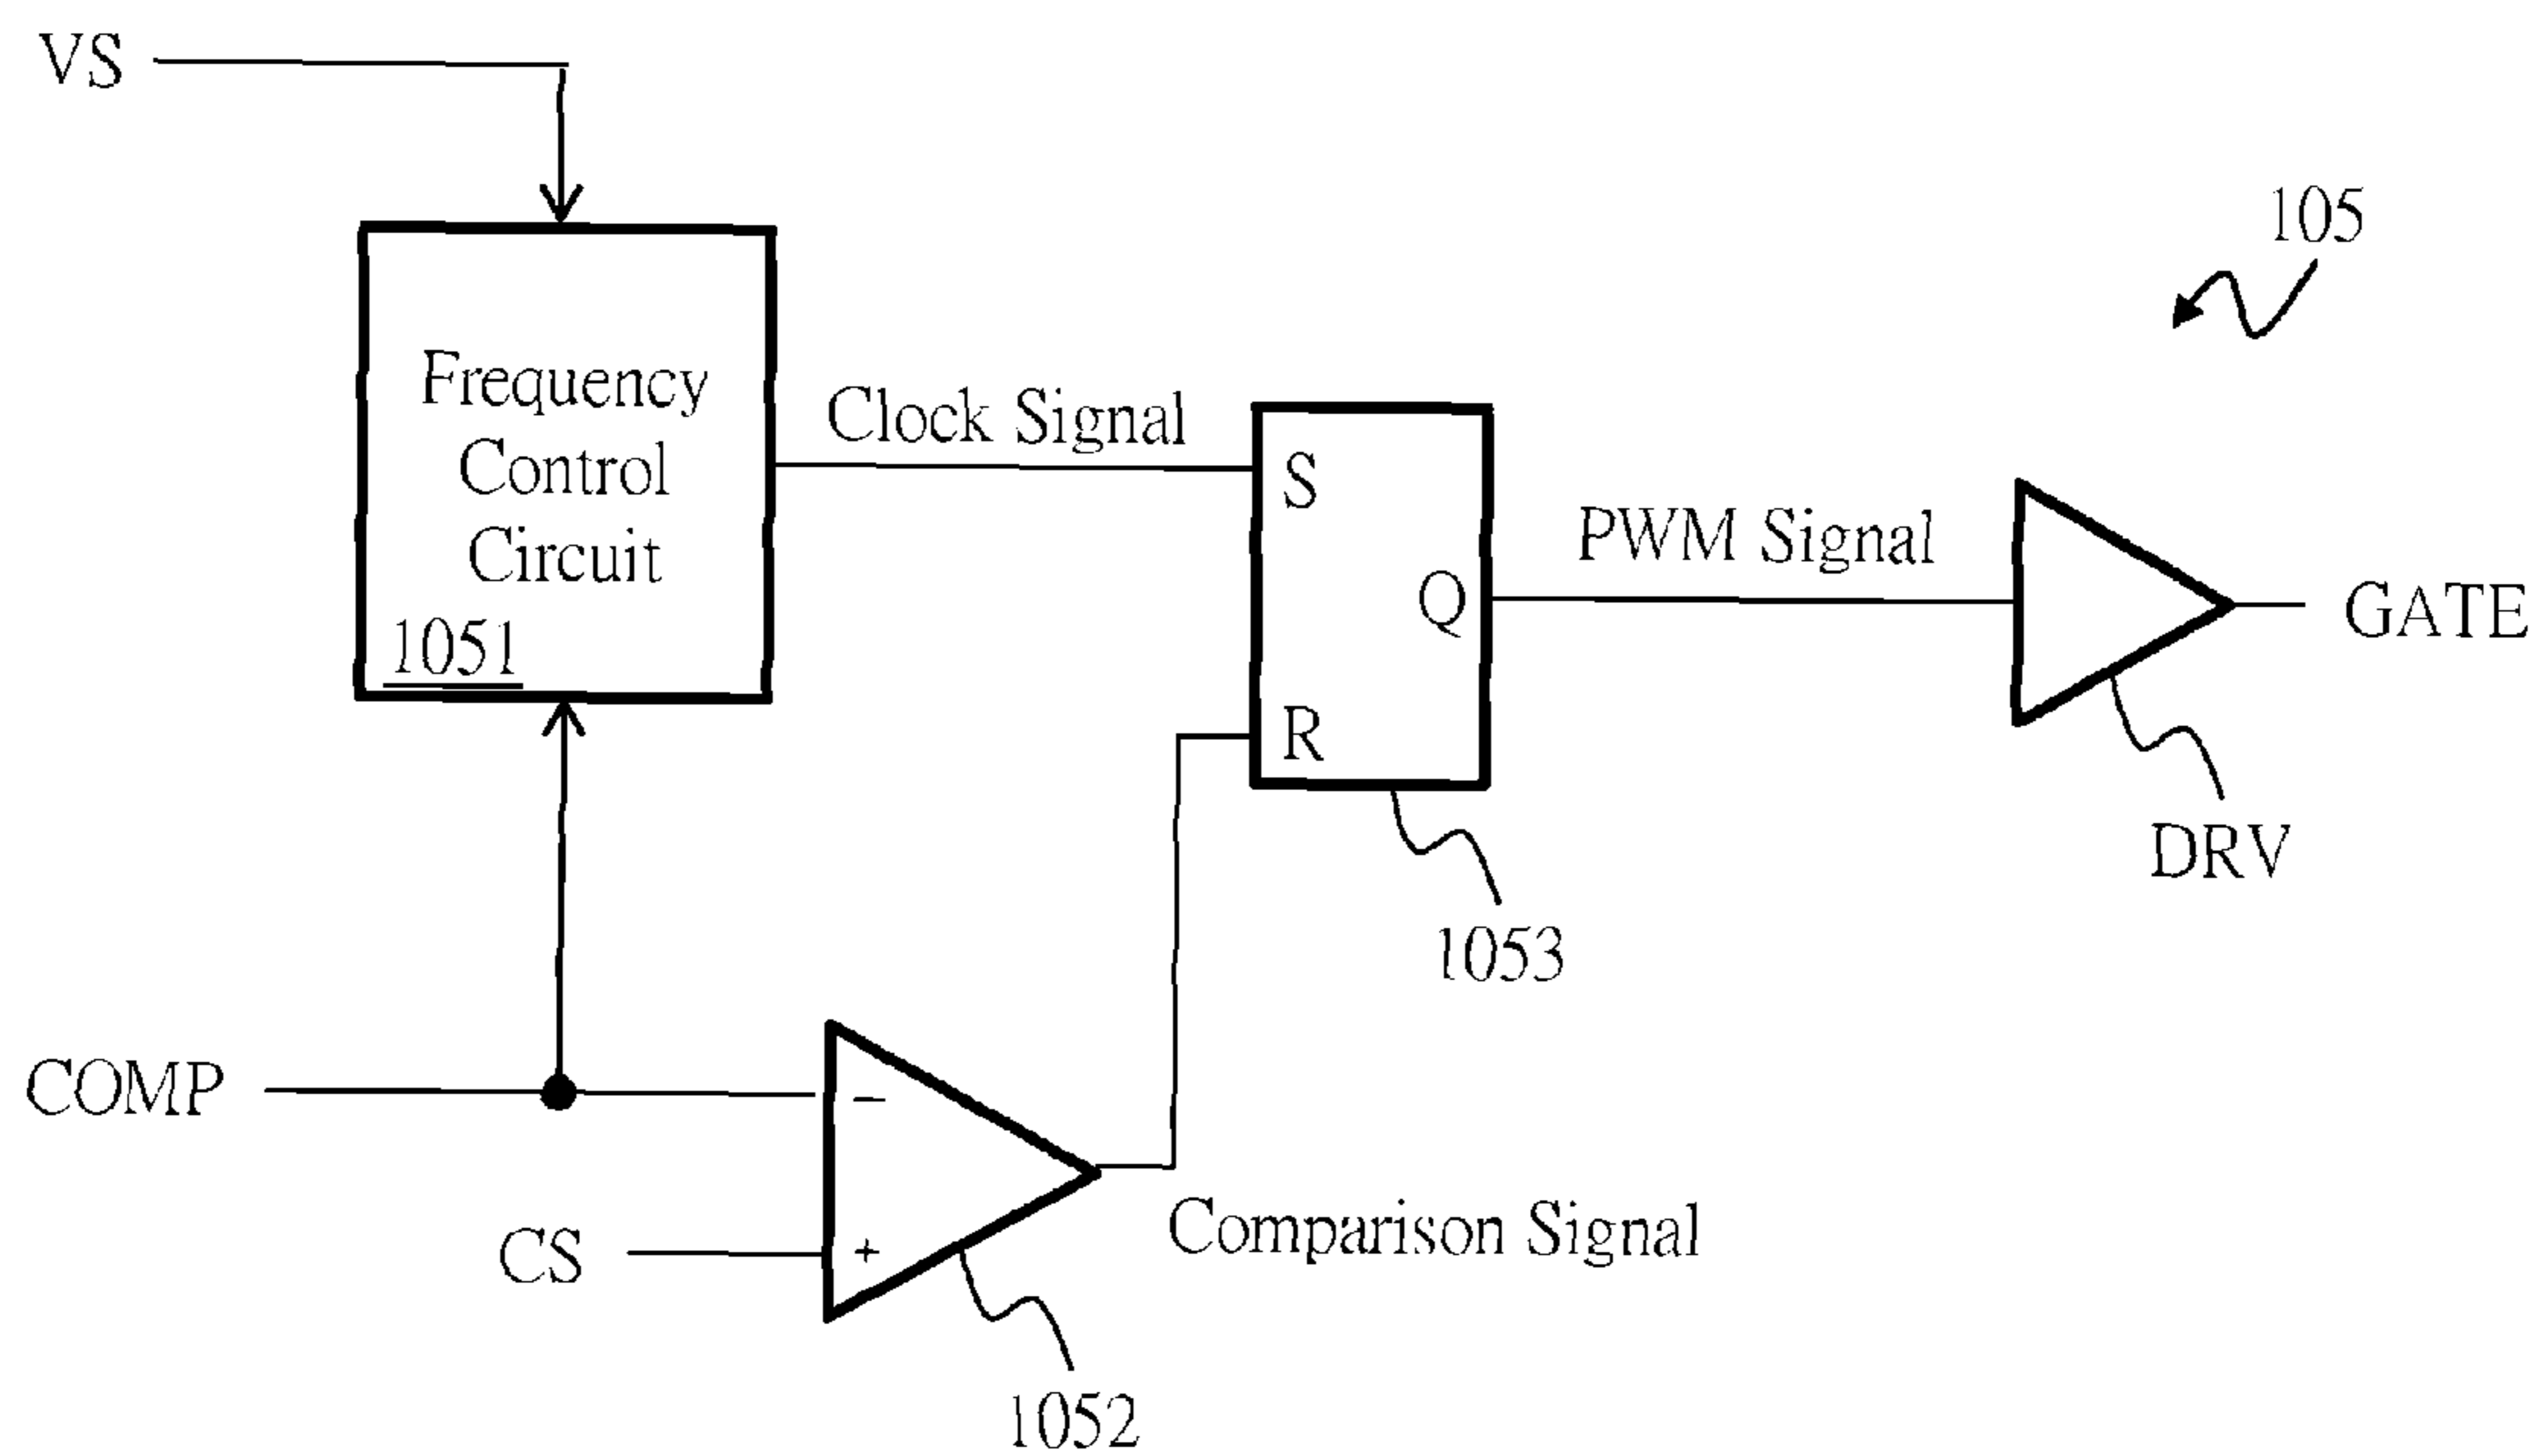 VS
105
Frequency
Control
Circuit
1051
Clock Signal
S
Q
R
PWM Signal
GATE
DRV
1053
COMP
−
CS
+
Comparison Signal
1052